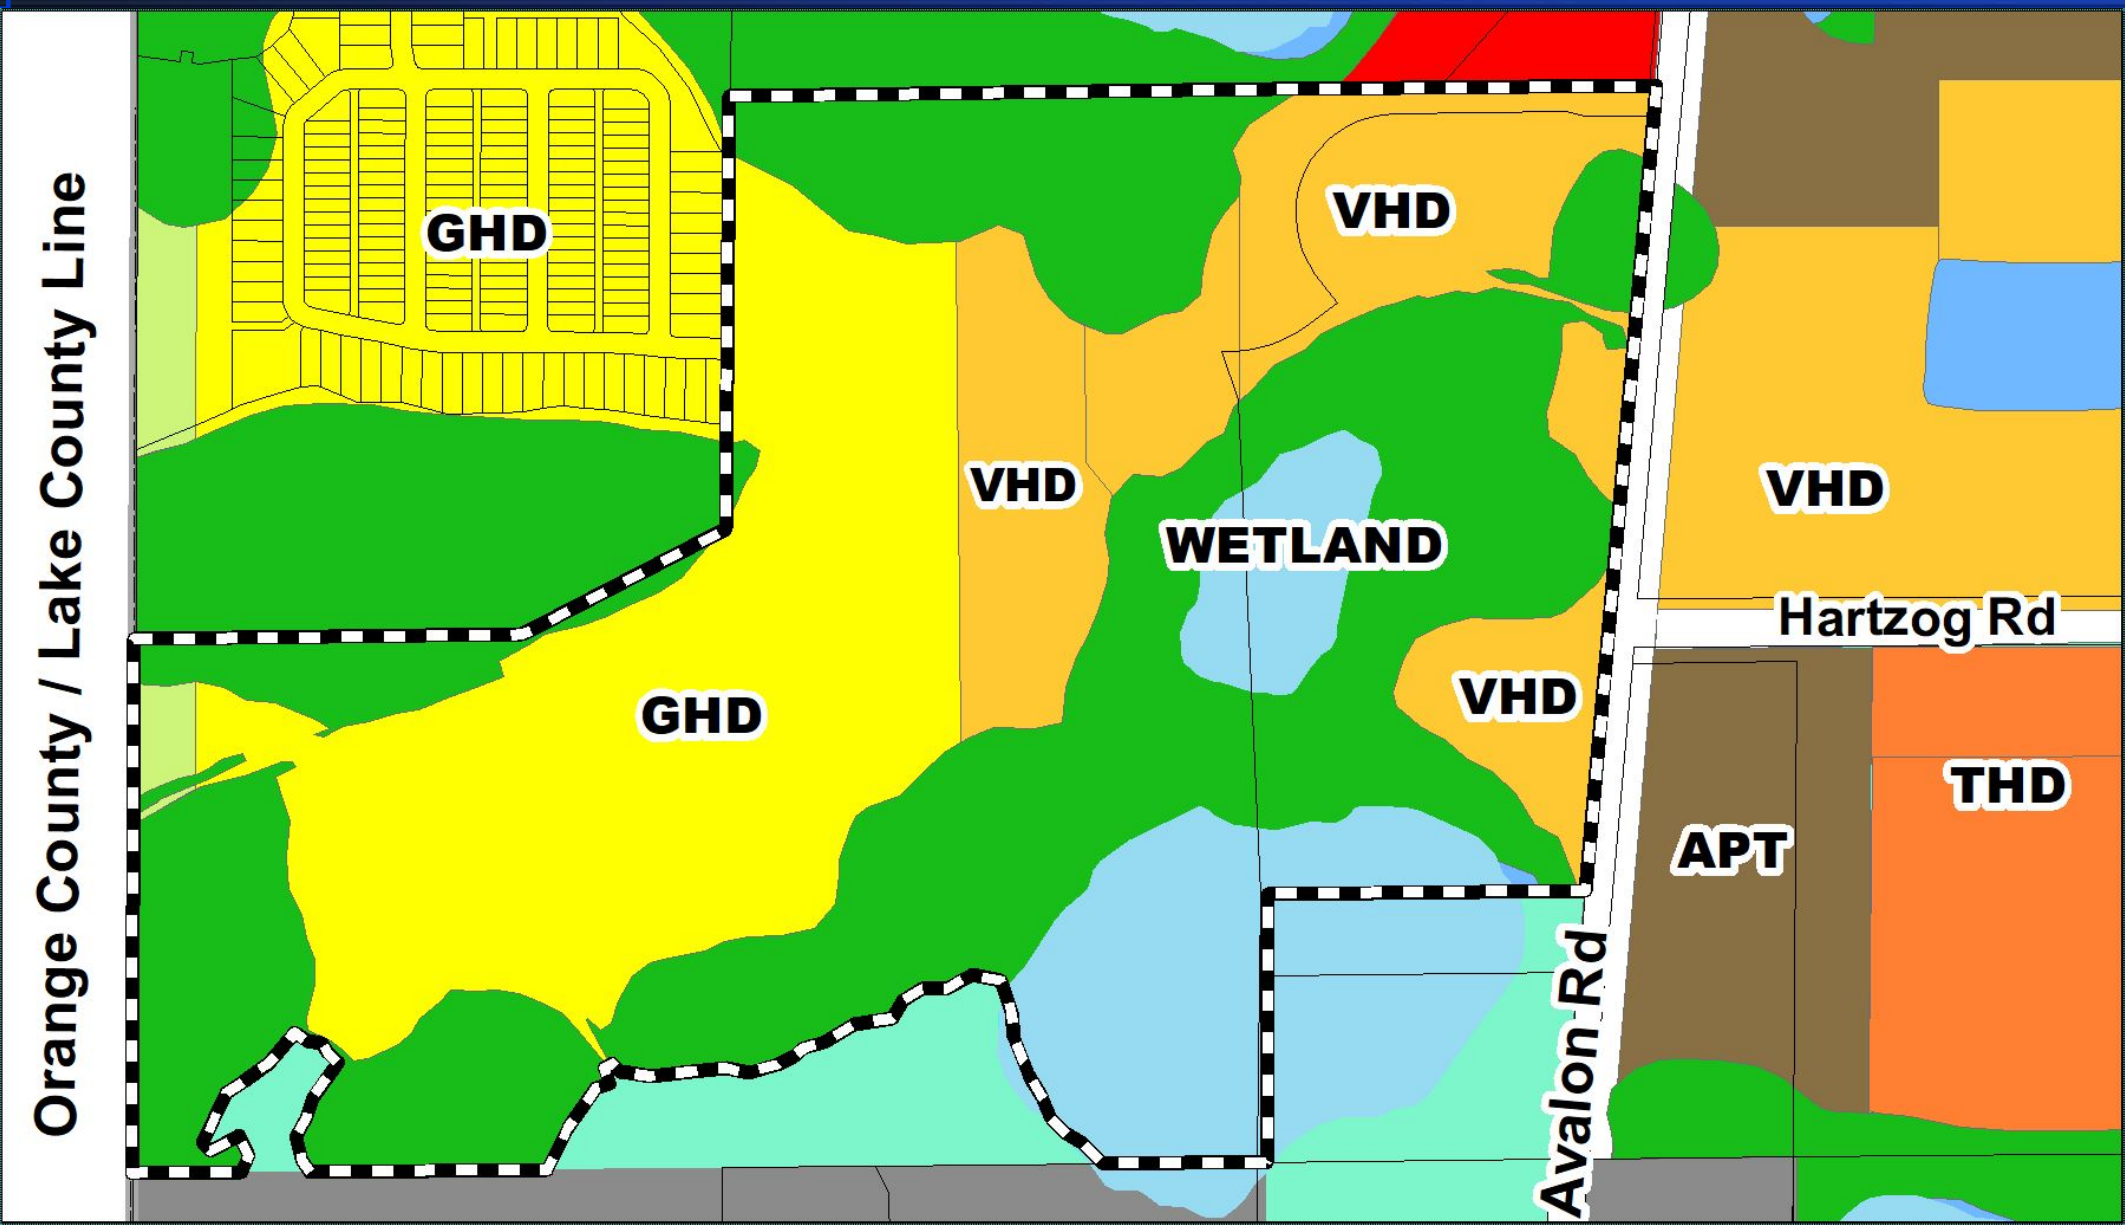 Orange County / Lake County Line
GHD
VHD
VHD
VHD
WETLAND
Hartzog Rd
GHD
VHD
THD
APT
Avalon Rd